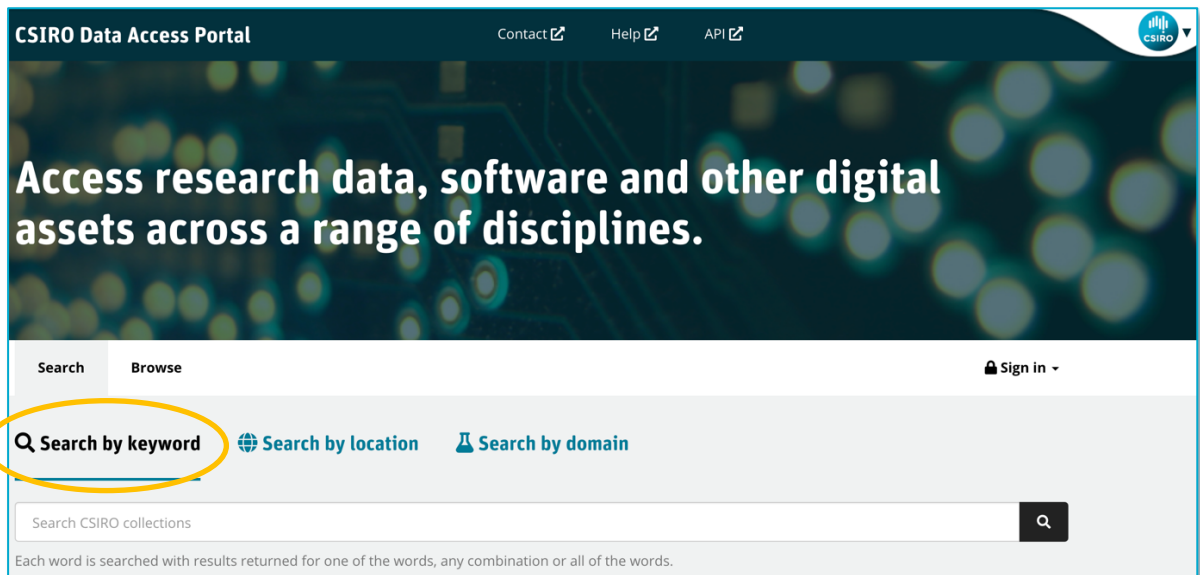 CSIRO Data Access Portal
Contact
Help
API
CSIRO
Access research data, software and other digital
assets across a range of disciplines.
Search
Browse
Sign in
Search by keyword
Search by location
Search by domain
Search CSIRO collections
Each word is searched with results returned for one of the words, any combination or all of the words.